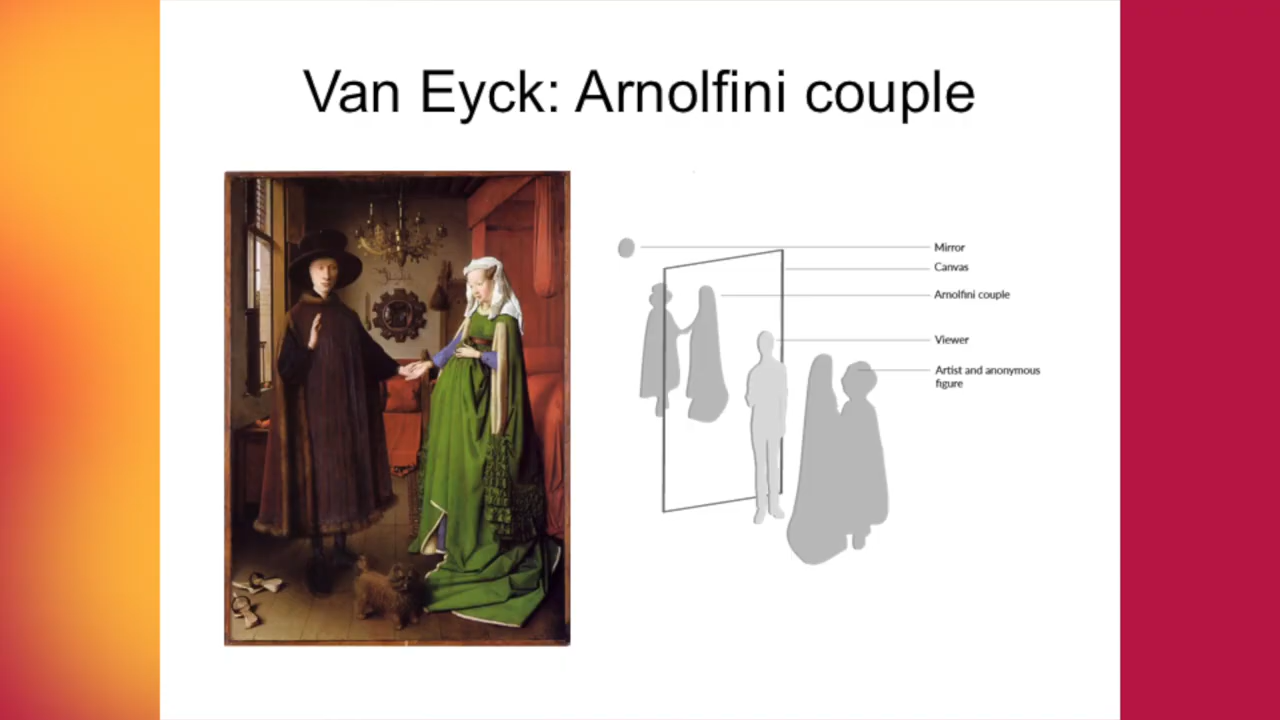 Van Eyck: Arnolfini couple
Mirror
Canvas
Arnolfini couple
Viewer
Artist and anonymous
figure